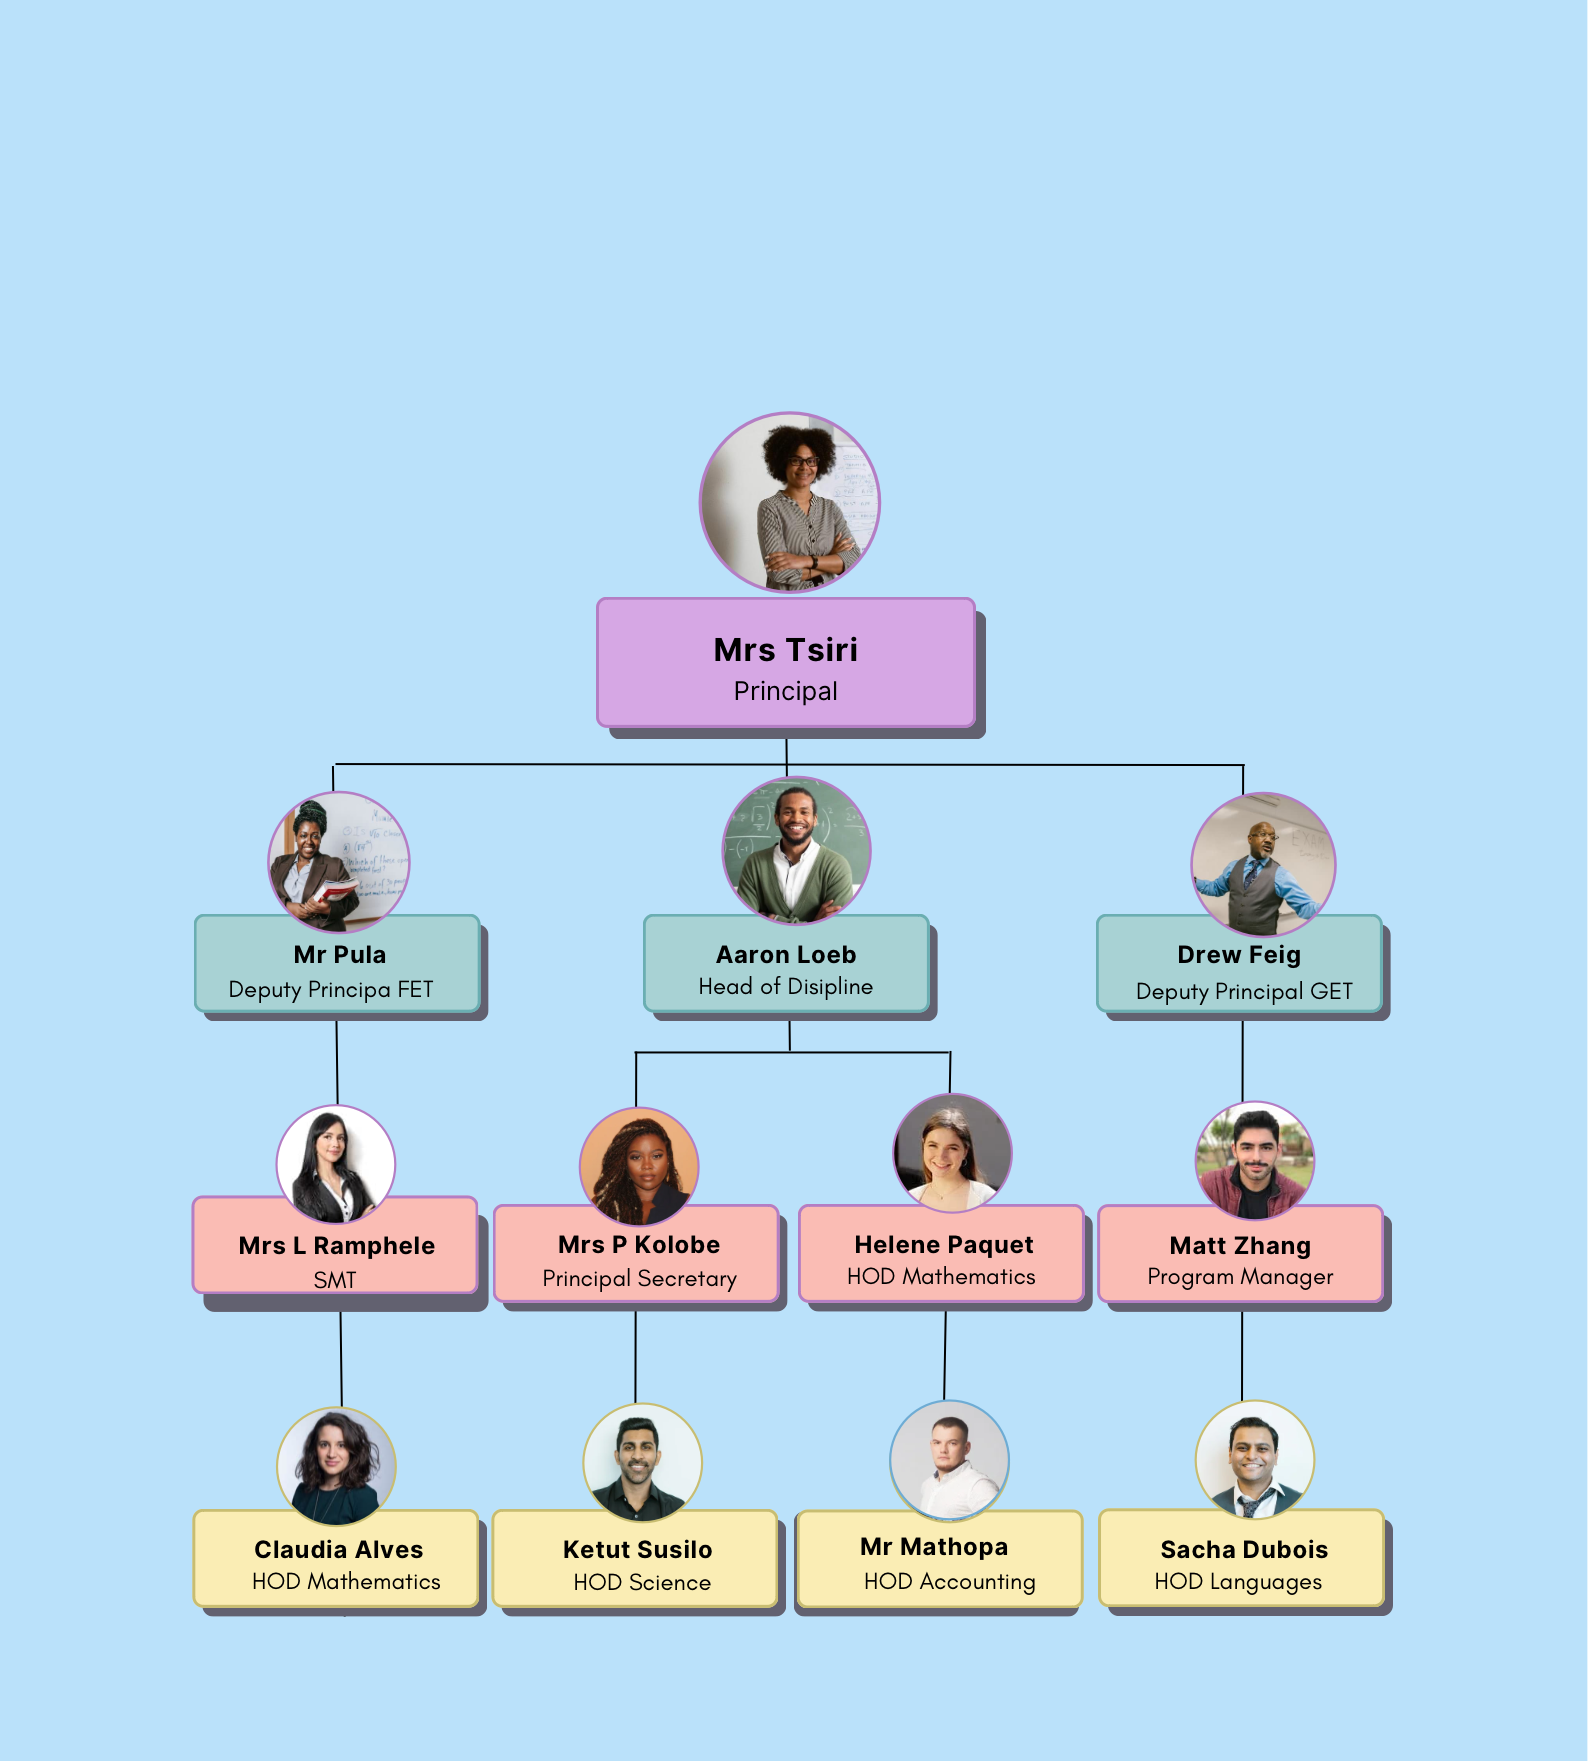 Mrs Tsiri
Principal
Mr Pula
Deputy Principa FET
Aaron Loeb
Head of Disipline
Drew Feig
Deputy Principal GET
Mrs L Ramphele
SMT
Mrs P Kolobe
Principal Secretary
Helene Paquet
HOD Mathematics
Matt Zhang
Program Manager
Claudia Alves
HOD Mathematics
Ketut Susilo
HOD Science
Mr Mathopa
HOD Accounting
Sacha Dubois
HOD Languages